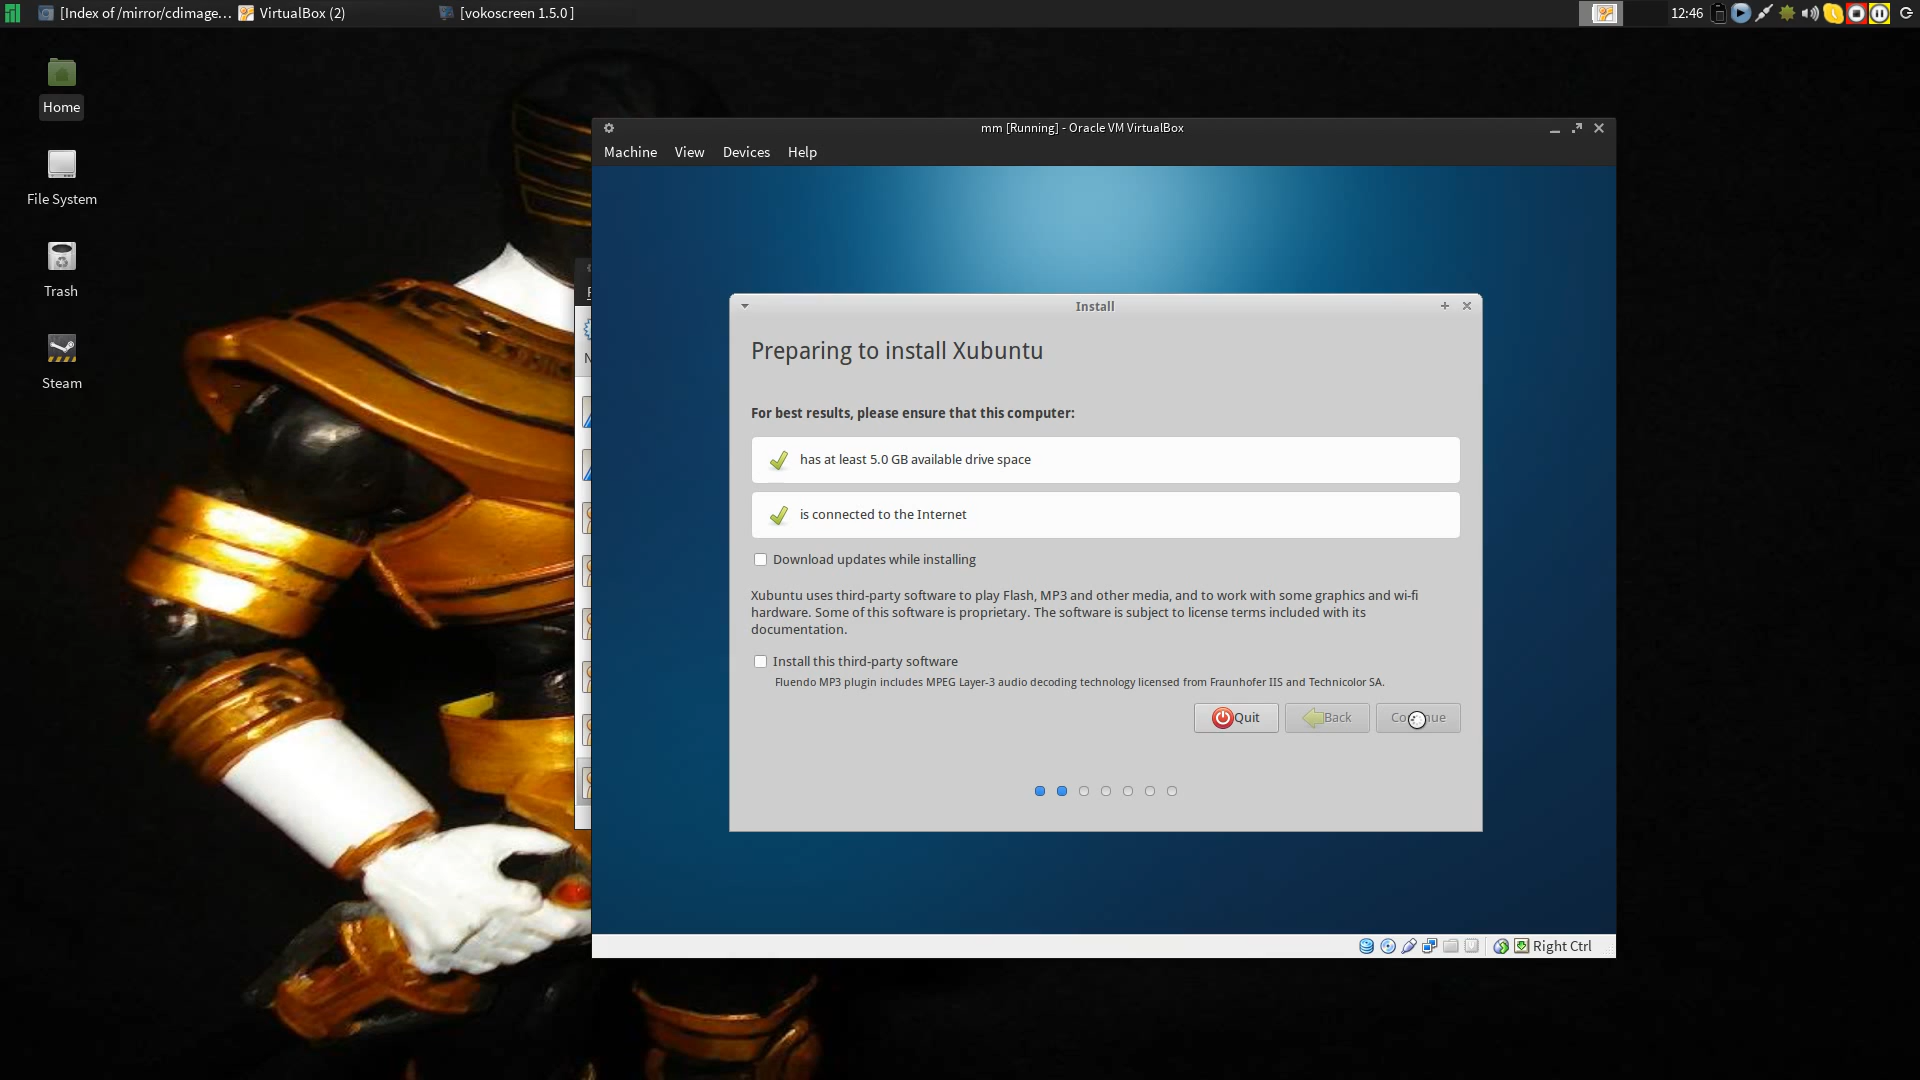 [Index of /mirror/cdimage...
VirtualBox (2)
[vokoscreen 1.5.0 ]
12:46
Home
File System
Trash
Steam
mm [Running] - Oracle VM VirtualBox
Machine View Devices Help
Install
Preparing to install Xubuntu
For best results, please ensure that this computer:
has at least 5.0 GB available drive space
is connected to the Internet
Download updates while installing
Xubuntu uses third-party software to play Flash, MP3 and other media, and to work with some graphics and wi-fi
hardware. Some of this software is proprietary. The software is subject to license terms included with its
documentation.
Install this third-party software
Fluendo MP3 plugin includes MPEG Layer-3 audio decoding technology licensed from Fraunhofer IIS and Technicolor SA.
Quit Back
Right Ctrl